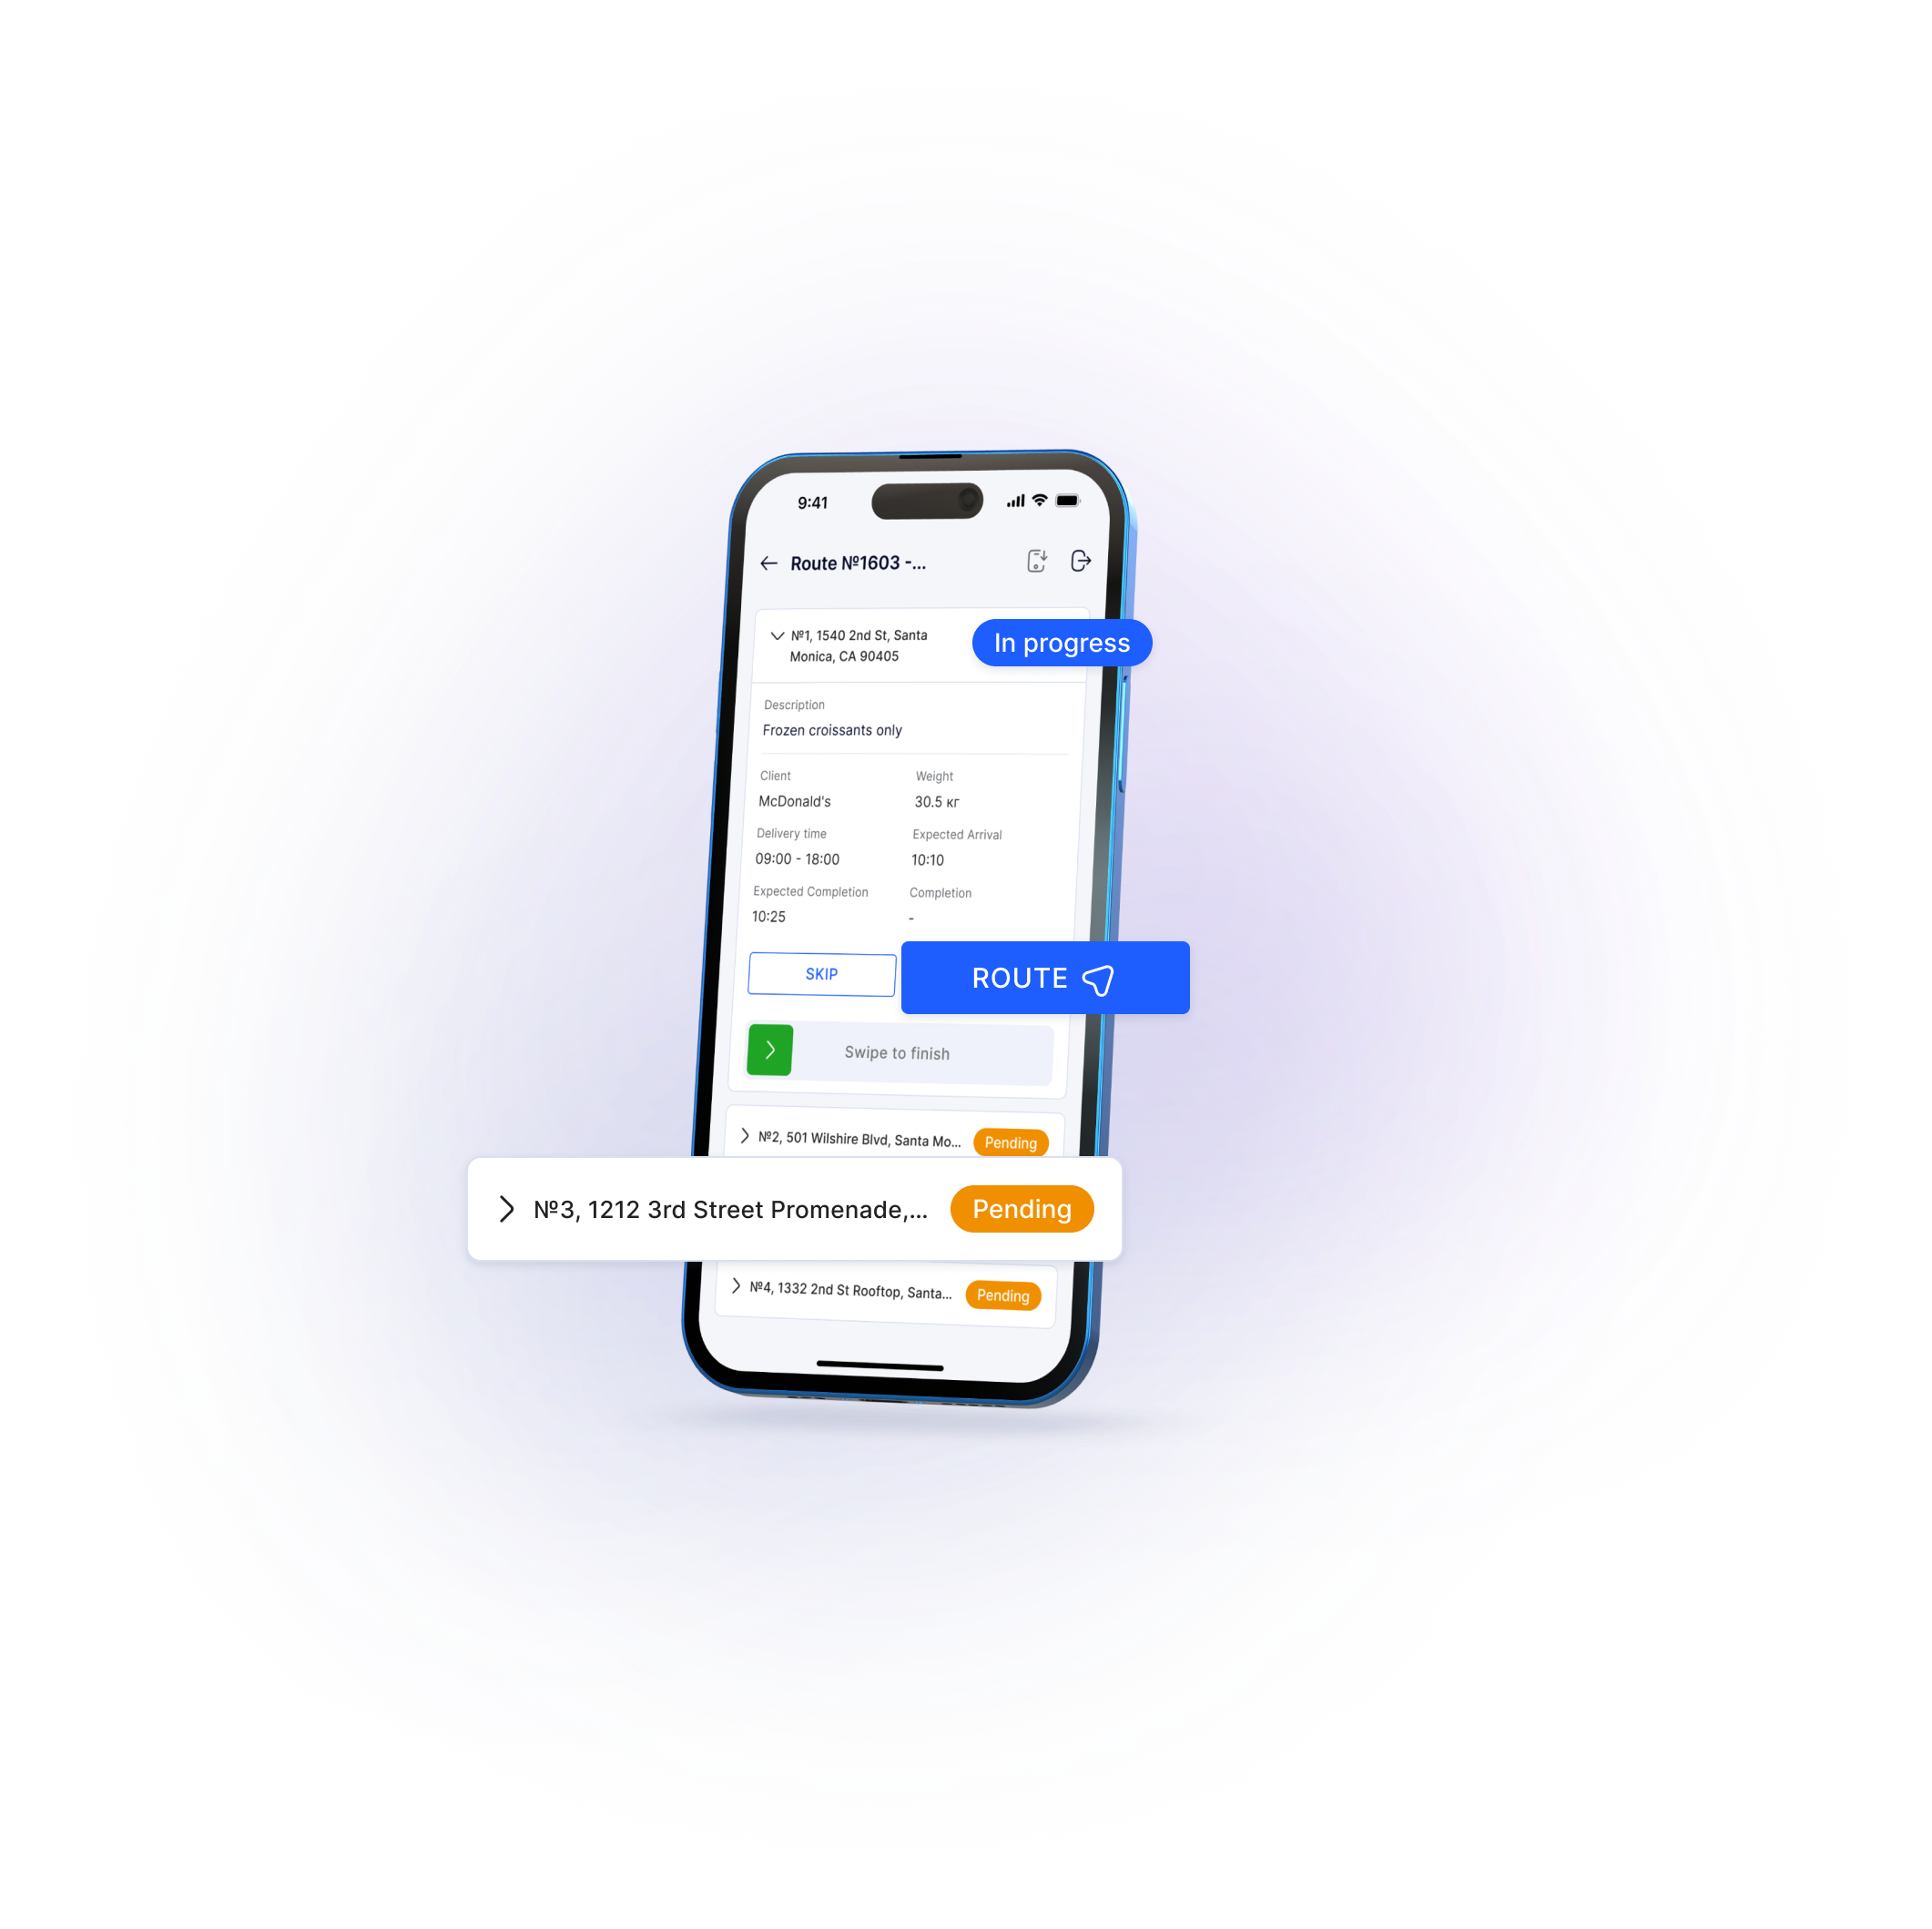 9:41
Route №1603 -...
№1, 1540 2nd St, Santa
Monica, CA 90405
In progress
Description
Frozen croissants only
Client
Weight
McDonald's
30.5 кг
Delivery time
Expected Arrival
09:00 - 18:00
10:10
Expected Completion
Completion
10:25
-
SKIP
ROUTE
Swipe to finish
№2, 501 Wilshire Blvd, Santa Mo...
Pending
№3, 1212 3rd Street Promenade,...
Pending
№4, 1332 2nd St Rooftop, Santa...
Pending